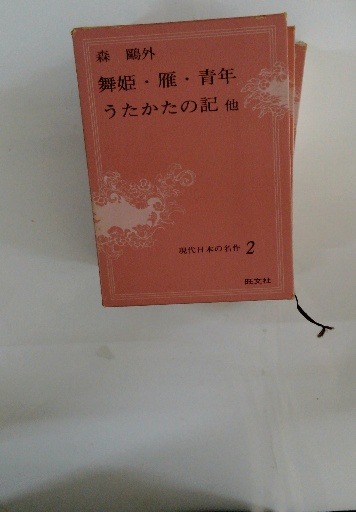 森 鷗外
舞姫・雁・青年
うたかたの記 他
現代日本の名作 2
旺文社